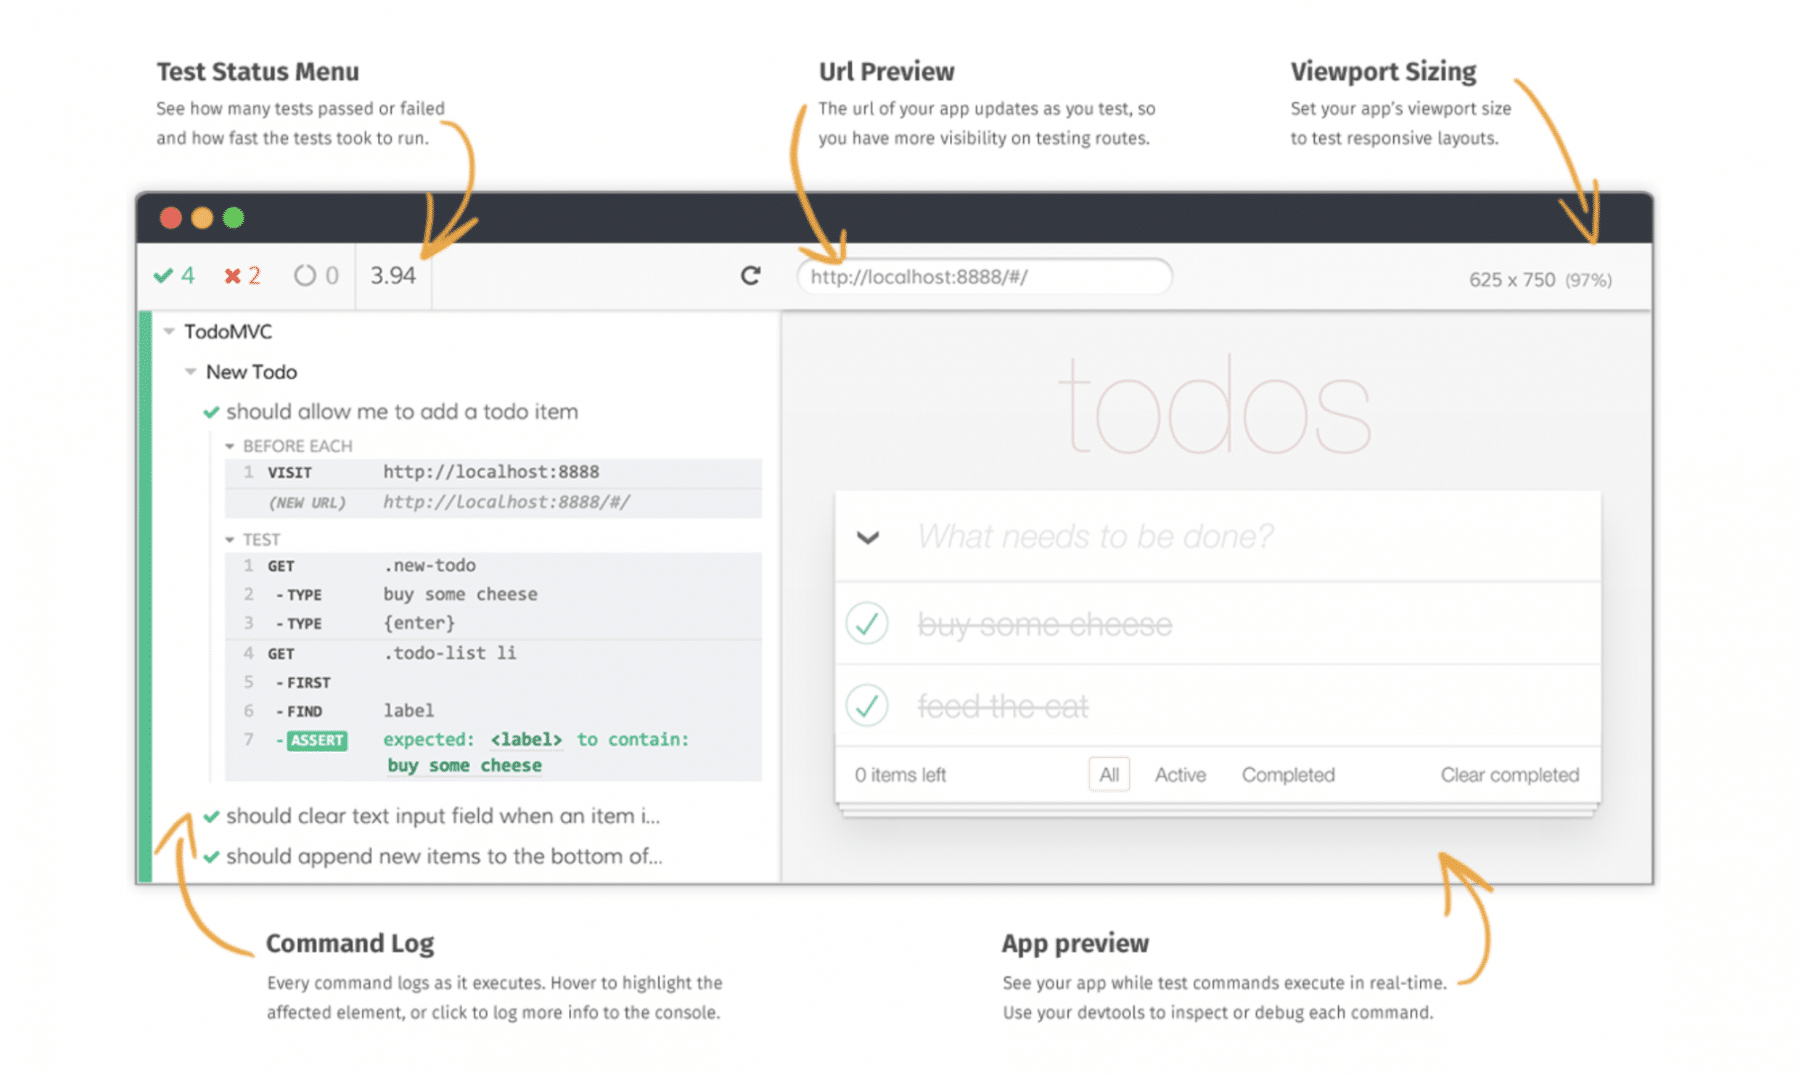 Test Status Menu
See how many tests passed or failed
and how fast the tests took to run.
Url Preview
The url of your app updates as you test, so
you have more visibility on testing routes.
Viewport Sizing
Set your app's viewport size
to test responsive layouts.
4 2 0 3.94
http://localhost:8888/#/
625 x 750 (97%)
TodoMVC
New Todo
should allow me to add a todo item
BEFORE EACH
1 VISIT http://localhost:8888
(NEW URL) http://localhost:8888/#/
TEST
1 GET .new-todo
2 - TYPE buy some cheese
3 - TYPE {enter}
4 GET .todo-list li
5 - FIRST
6 - FIND label
7 - ASSERT expected: <label> to contain:
buy some cheese
should clear text input field when an item i...
should append new items to the bottom of...
todos
What needs to be done?
buy some cheese
feed the cat
0 items left All Active Completed Clear completed
Command Log
Every command logs as it executes. Hover to highlight the
affected element, or click to log more info to the console.
App preview
See your app while test commands execute in real-time.
Use your devtools to inspect or debug each command.